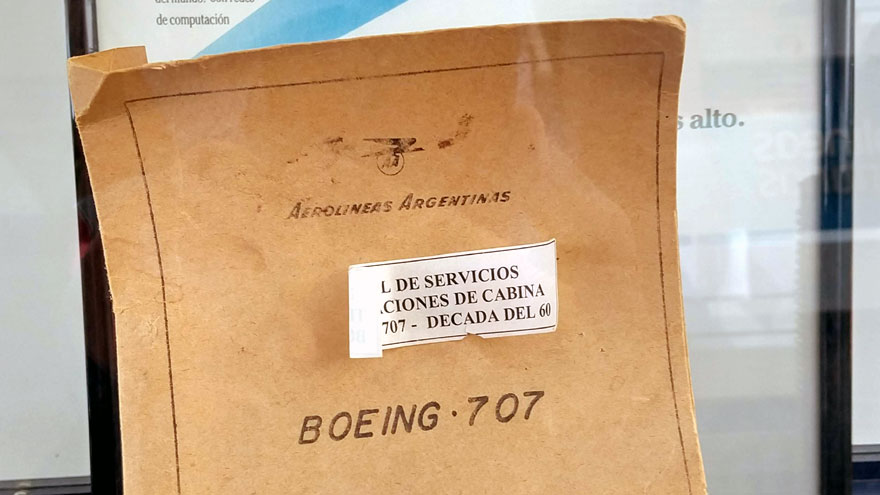 de computación
s alto.
AEROLINEAS ARGENTINAS
L DE SERVICIOS
ACIONES DE CABINA
707 - DECADA DEL 60
BOEING·707